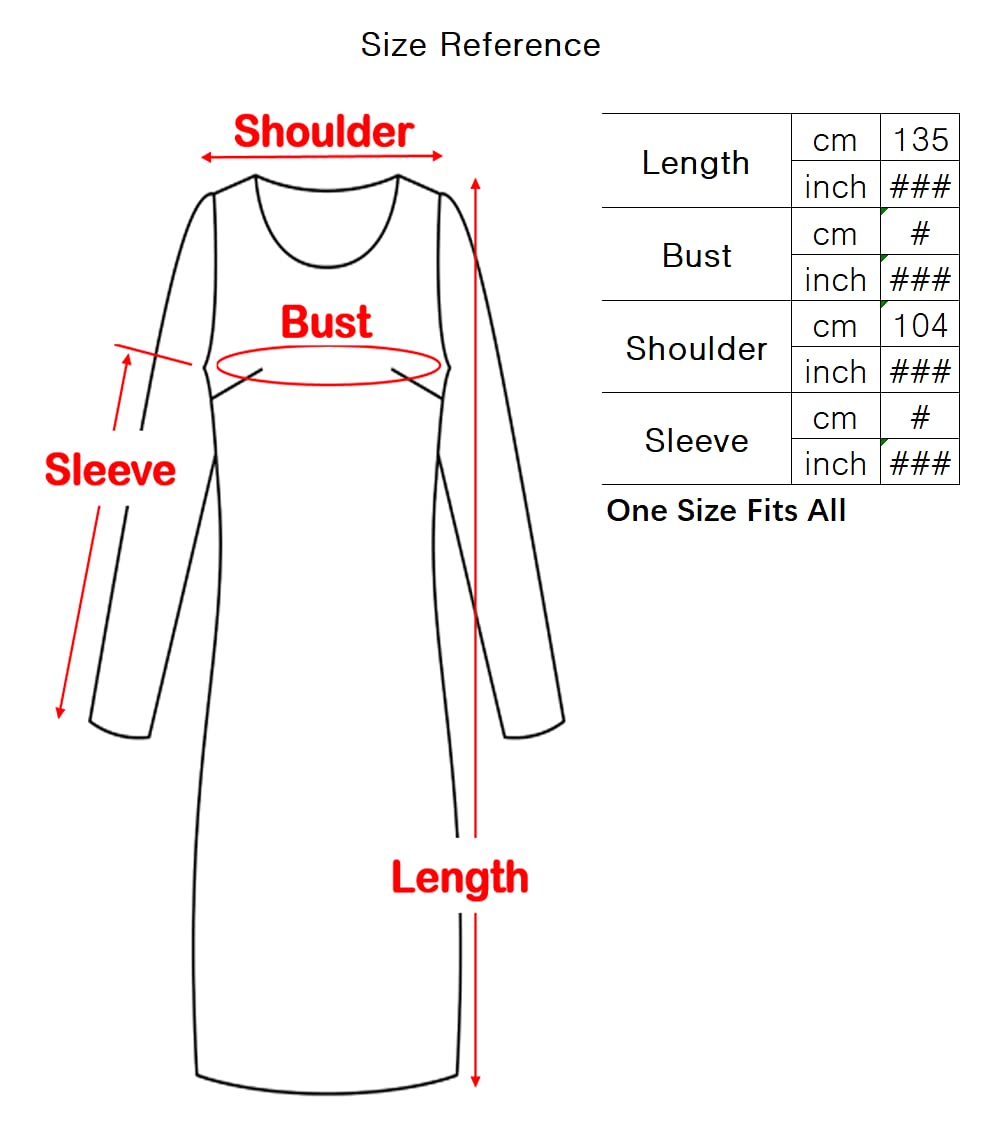 Size Reference
Shoulder
Bust
Sleeve
Length
Length cm 135
inch ###
Bust cm #
inch ###
Shoulder cm 104
inch ###
Sleeve cm #
inch ###
One Size Fits All